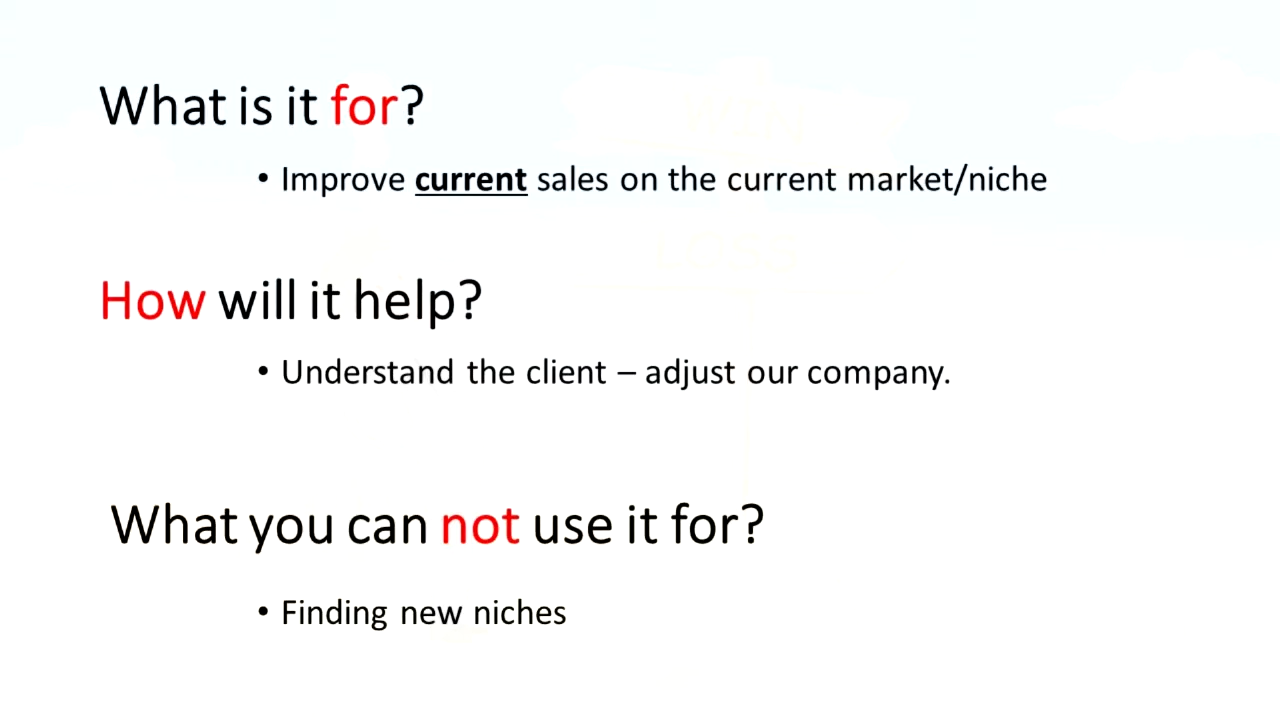 What is it for?
• Improve current sales on the current market/niche
How will it help?
• Understand the client – adjust our company.
What you can not use it for?
• Finding new niches